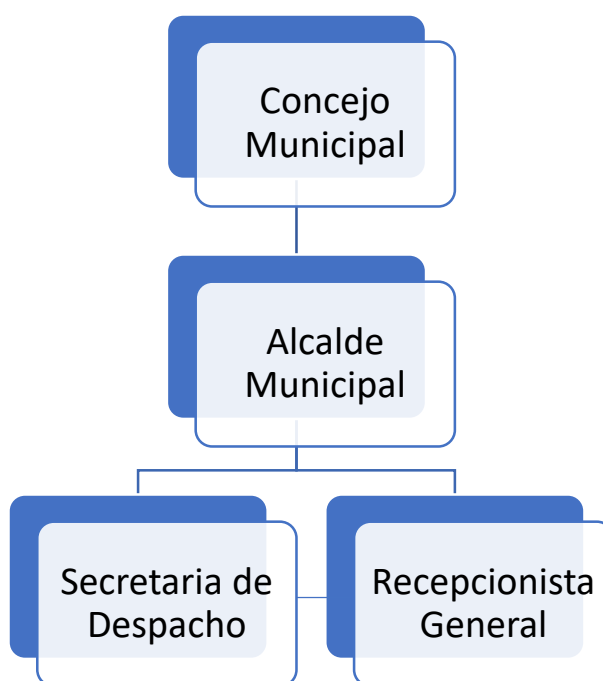 Concejo
Municipal
Alcalde
Municipal
Secretaria de
Despacho
Recepcionista
General